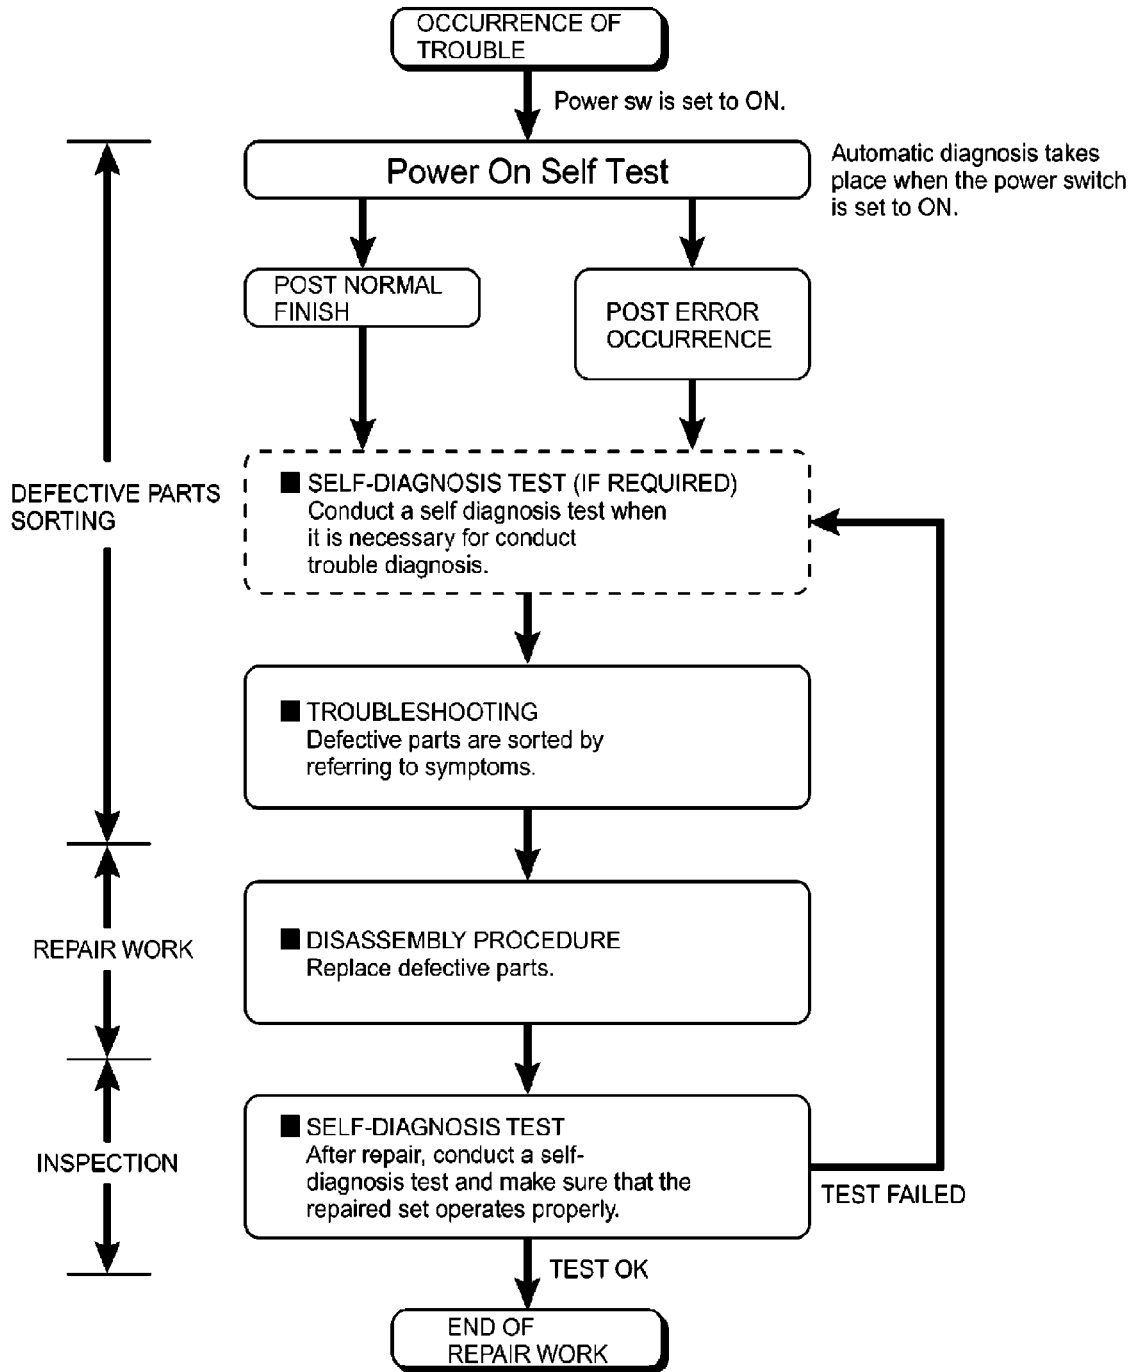 OCCURRENCE OF
TROUBLE
Power sw is set to ON.
Power On Self Test
Automatic diagnosis takes
place when the power switch
is set to ON.
POST NORMAL
FINISH
POST ERROR
OCCURRENCE
DEFECTIVE PARTS
SORTING
■ SELF-DIAGNOSIS TEST (IF REQUIRED)
Conduct a self diagnosis test when
it is necessary for conduct
trouble diagnosis.
■ TROUBLESHOOTING
Defective parts are sorted by
referring to symptoms.
REPAIR WORK
■ DISASSEMBLY PROCEDURE
Replace defective parts.
INSPECTION
■ SELF-DIAGNOSIS TEST
After repair, conduct a self-
diagnosis test and make sure that the
repaired set operates properly.
TEST FAILED
TEST OK
END OF
REPAIR WORK